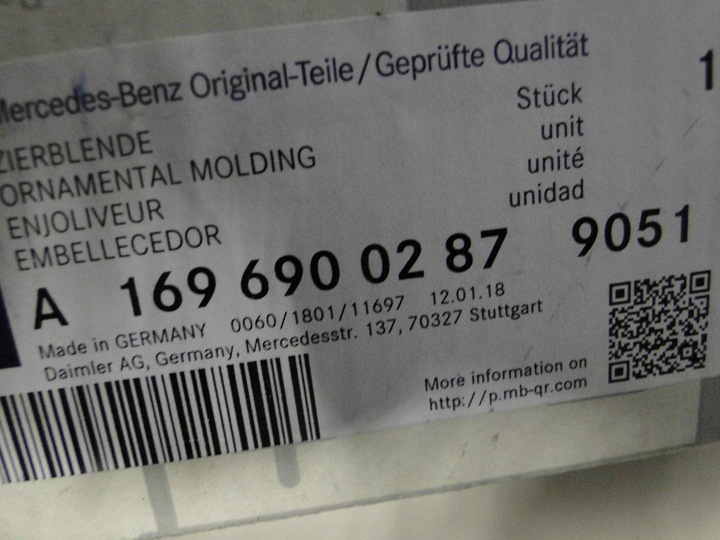 Mercedes-Benz Original-Teile/Geprüfte Qualität
ZIERBLENDE
ORNAMENTAL MOLDING
ENJOLIVEUR
EMBELLECEDOR
Stück 1
unit
unité
unidad
A 169 690 02 87 9051
Made in GERMANY 0060/1801/11697 12.01.18
Daimler AG, Germany, Mercedesstr. 137, 70327 Stuttgart
More information on
http://p.mb-qr.com